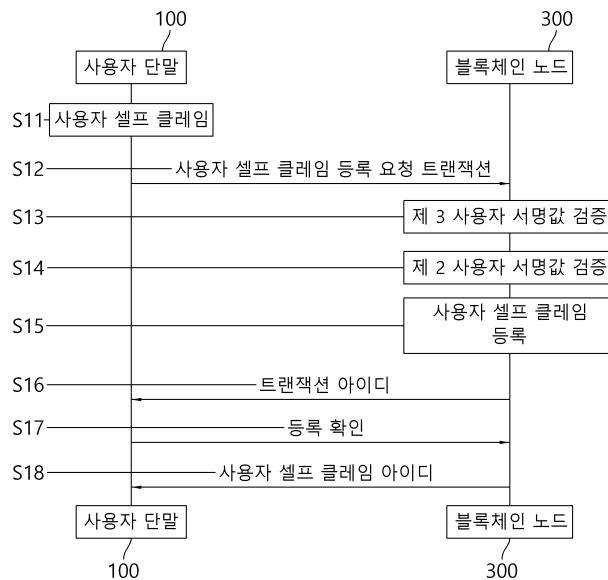 100
300
사용자 단말
블록체인 노드
S11
사용자 셀프 클레임
S12
사용자 셀프 클레임 등록 요청 트랜잭션
S13
제 3 사용자 서명값 검증
S14
제 2 사용자 서명값 검증
S15
사용자 셀프 클레임
등록
S16
트랜잭션 아이디
S17
등록 확인
S18
사용자 셀프 클레임 아이디
사용자 단말
블록체인 노드
100
300